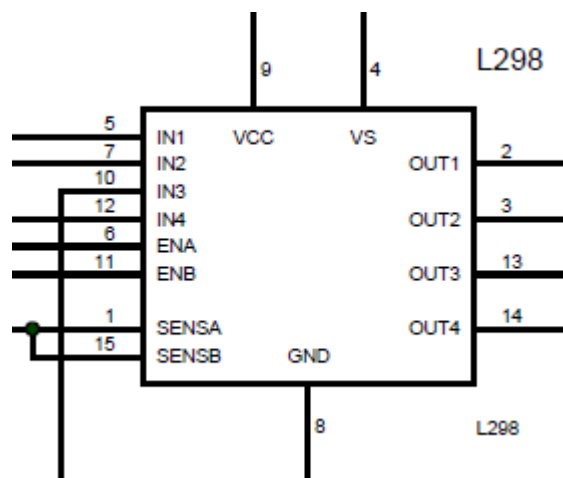 L298
9
4
5
IN1
VCC
VS
7
IN2
OUT1
2
10
IN3
12
IN4
OUT2
3
6
ENA
11
ENB
OUT3
13
1
SENSA
OUT4
14
15
SENSB
GND
8
L298